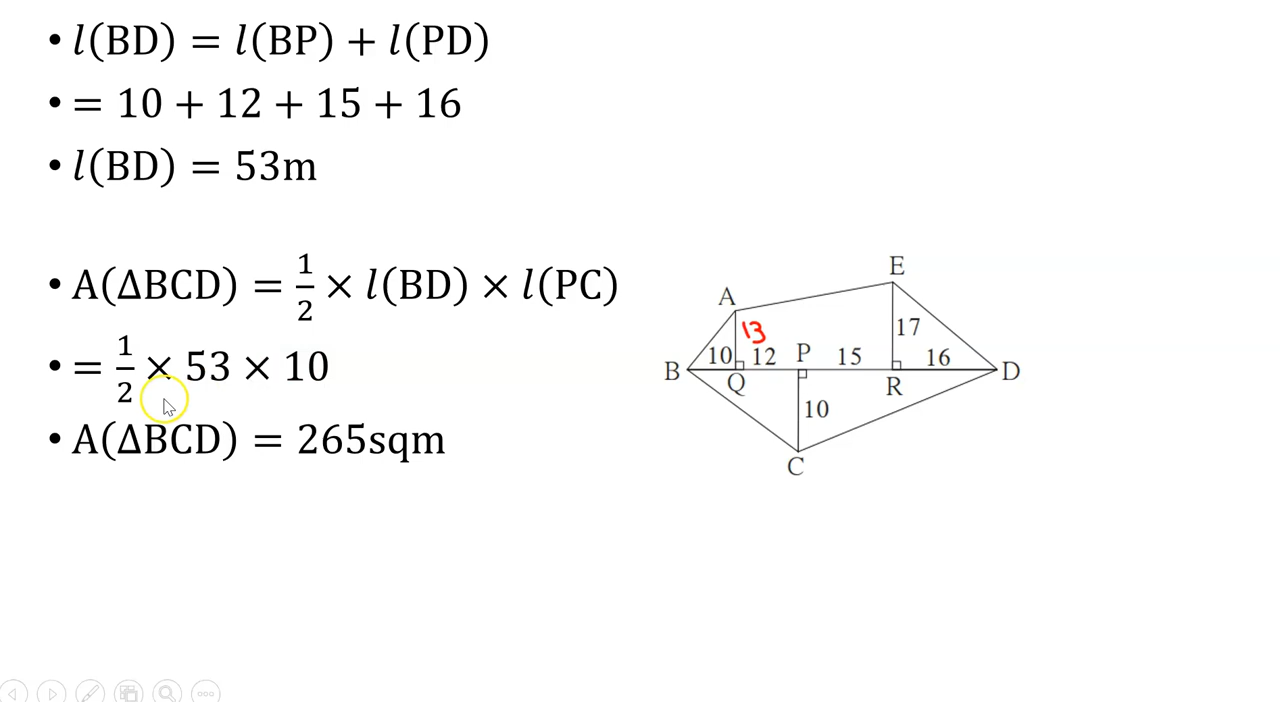 • l(BD) = l(BP) + l(PD)
• = 10 + 12 + 15 + 16
• l(BD) = 53m
• A(ΔBCD) = 1/2 × l(BD) × l(PC)
• = 1/2 × 53 × 10
• A(ΔBCD) = 265sqm
E
A
13
17
B 10 12 P 15 16 D
Q R
10
C